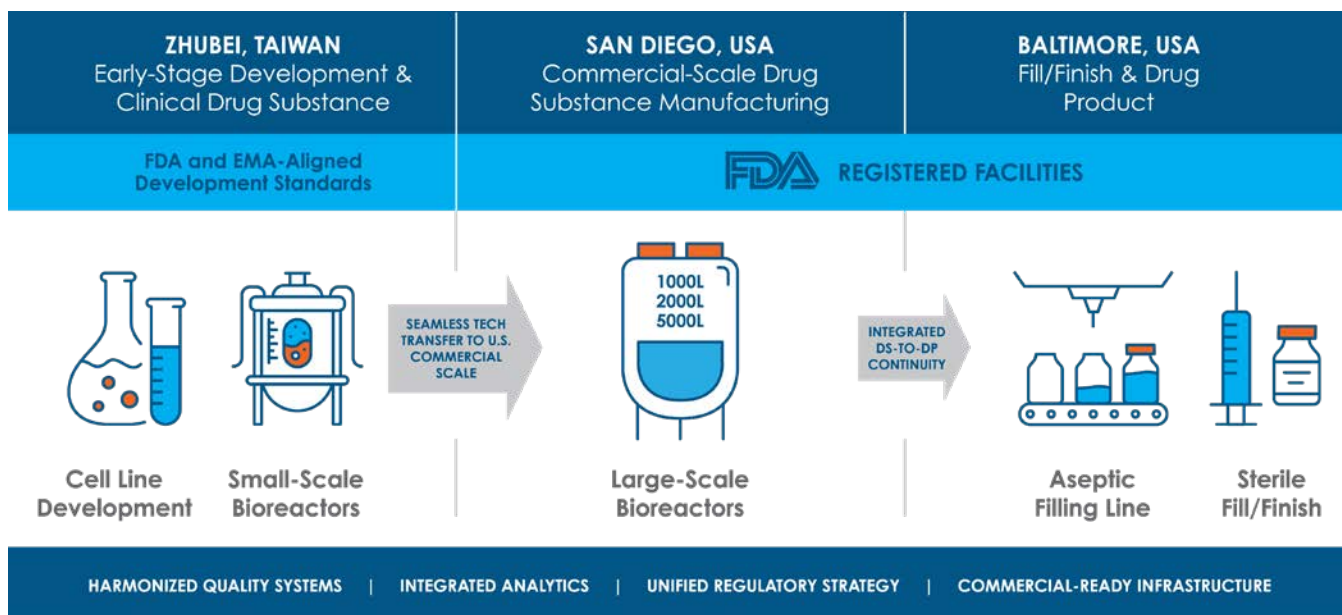 ZHUBEI, TAIWAN
Early-Stage Development &
Clinical Drug Substance
SAN DIEGO, USA
Commercial-Scale Drug
Substance Manufacturing
BALTIMORE, USA
Fill/Finish & Drug
Product
FDA and EMA-Aligned
Development Standards
FDA REGISTERED FACILITIES
SEAMLESS TECH
TRANSFER TO U.S.
COMMERCIAL
SCALE
1000L
2000L
5000L
INTEGRATED
DS-TO-DP
CONTINUITY
Cell Line
Development
Small-Scale
Bioreactors
Large-Scale
Bioreactors
Aseptic
Filling Line
Sterile
Fill/Finish
HARMONIZED QUALITY SYSTEMS | INTEGRATED ANALYTICS | UNIFIED REGULATORY STRATEGY | COMMERCIAL-READY INFRASTRUCTURE